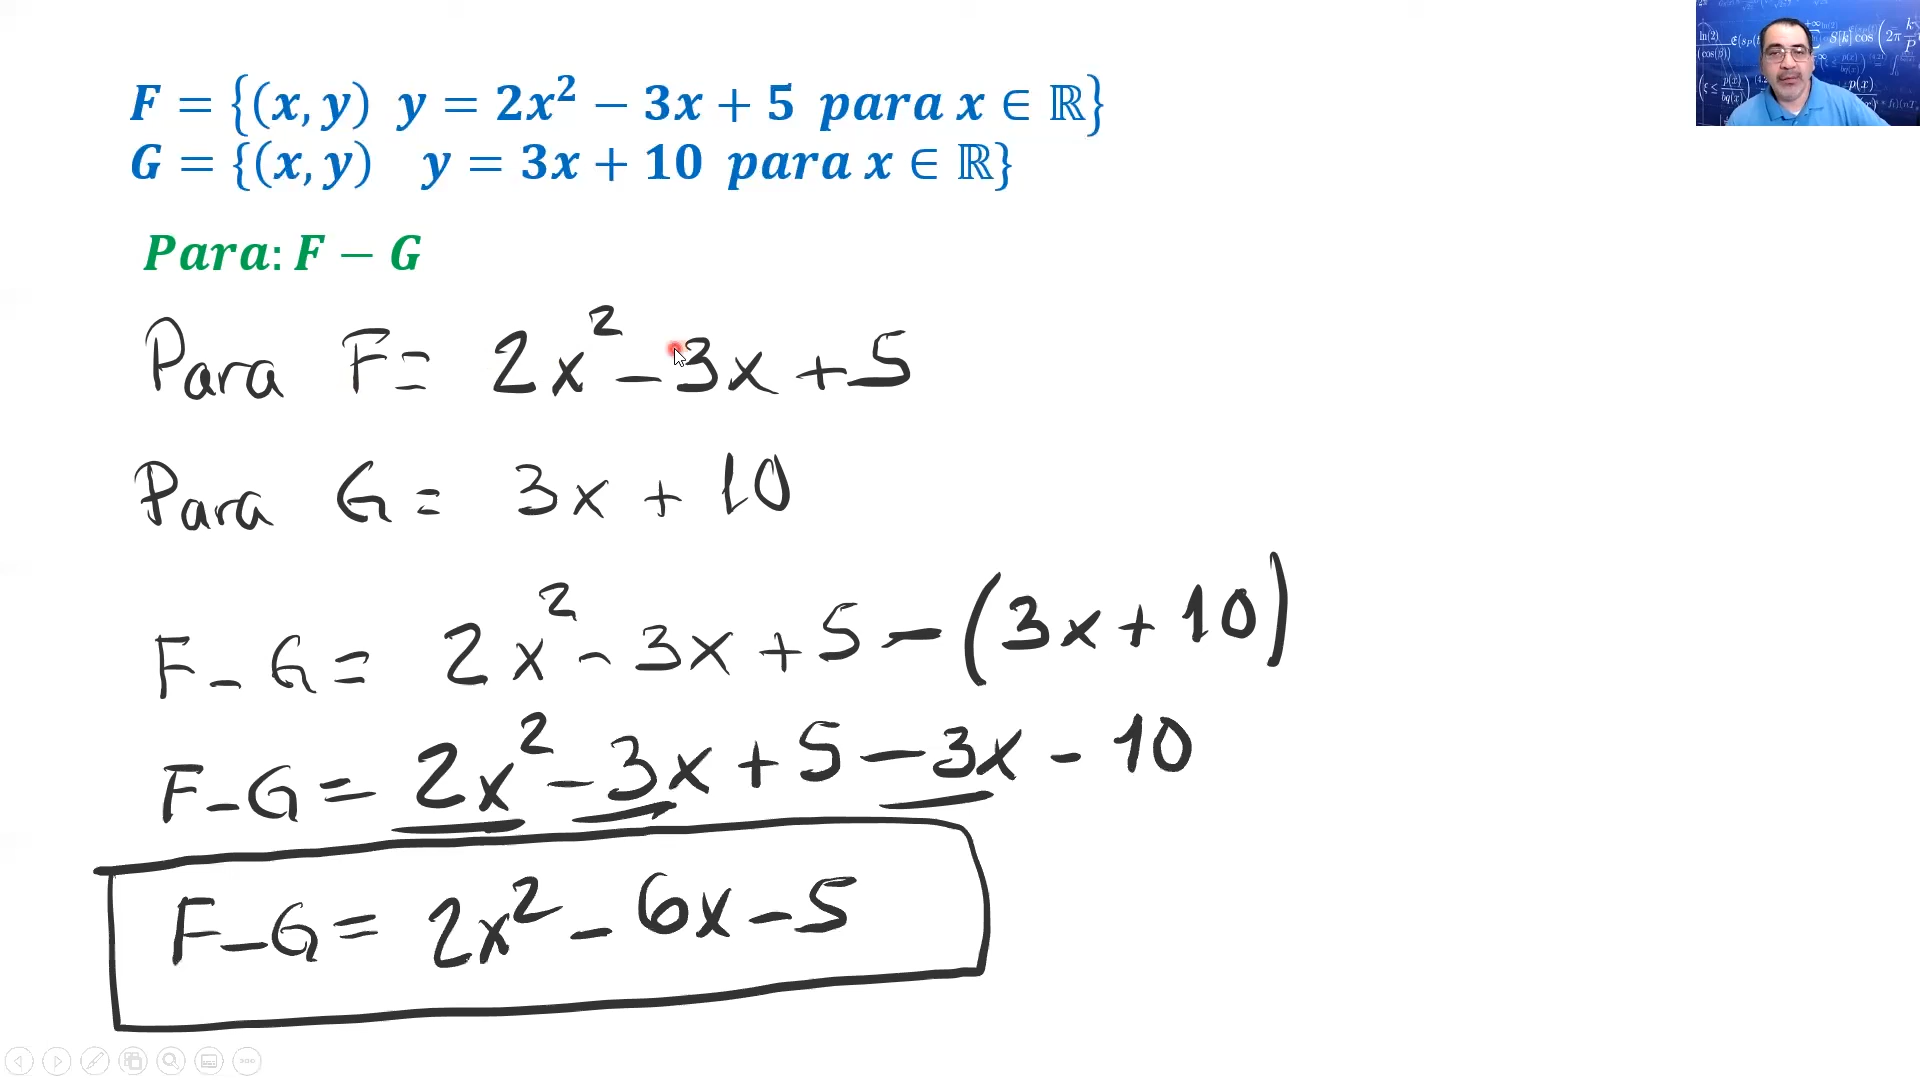 F = {(x, y) y = 2x² − 3x + 5 para x ∈ ℝ}
G = {(x, y) y = 3x + 10 para x ∈ ℝ}
Para: F − G
Para F = 2x² − 3x + 5
Para G = 3x + 10
F − G = 2x² − 3x + 5 − (3x + 10)
F − G = 2x² − 3x + 5 − 3x − 10
F − G = 2x² − 6x − 5